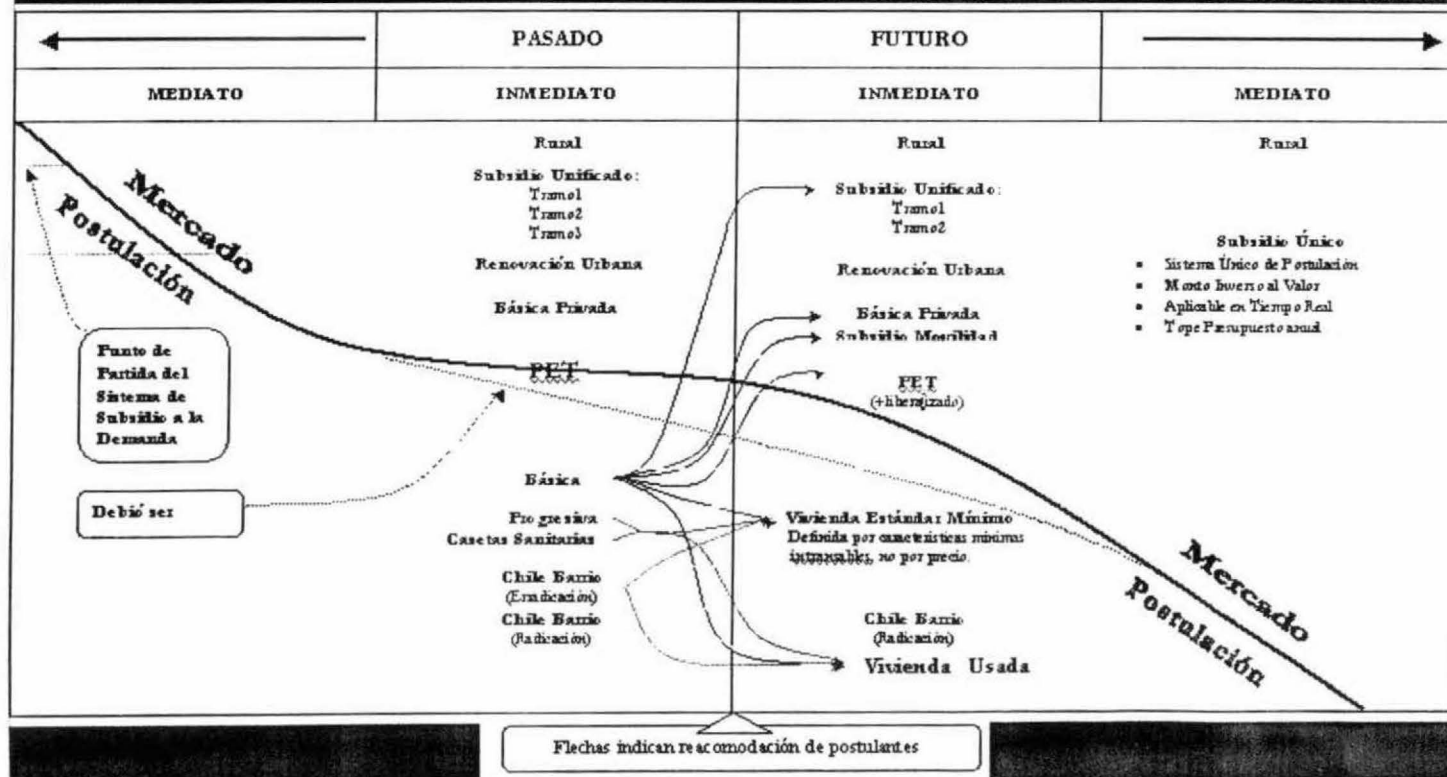 PASADO
FUTURO
MEDIATO
INMEDIATO
INMEDIATO
MEDIATO
Mercado
Postulación
Punto de
Partida del
Sistema de
Subsidio a la
Demanda
Debió ser
Rural
Subsidio Unificado:
Tramo1
Tramo2
Tramo3
Renovación Urbana
Básica Privada
PET
Básica
Progresiva
Casetas Sanitarias
Chile Barrio
(Erradicación)
Chile Barrio
(Radicación)
Rural
Subsidio Unificado:
Tramo1
Tramo2
Renovación Urbana
Básica Privada
Subsidio Movilidad
PET
(+liberalizado)
Vivienda Estándar Mínimo
Definida por características mínimas
intransables, no por precio.
Chile Barrio
(Radicación)
Vivienda Usada
Rural
Subsidio Único
▪ Sistema Único de Postulación
▪ Monto Inverso al Valor
▪ Aplicable en Tiempo Real
▪ Tope Presupuesto anual
Mercado
Postulación
Flechas indican reacomodación de postulantes